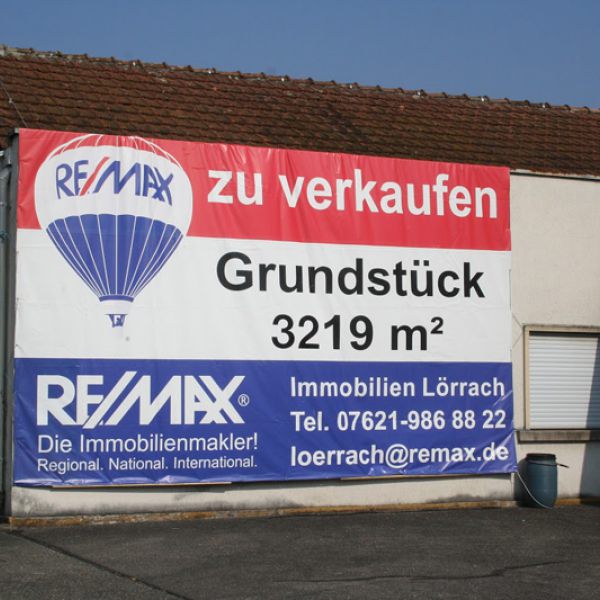 RE/MAX
zu verkaufen
Grundstück
3219 m²
RE/MAX®
Die Immobilienmakler!
Regional. National. International.
Immobilien Lörrach
Tel. 07621-986 88 22
loerrach@remax.de